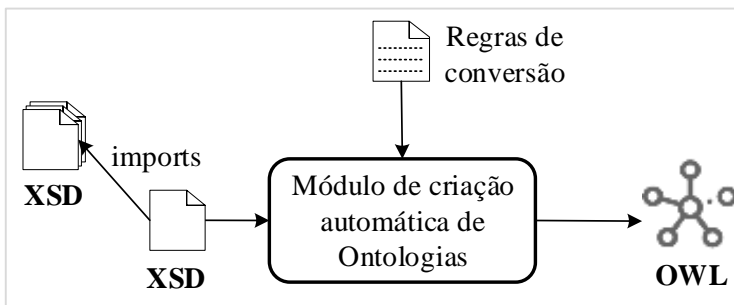 Regras de
conversão
imports
XSD
XSD
Módulo de criação
automática de
Ontologias
OWL